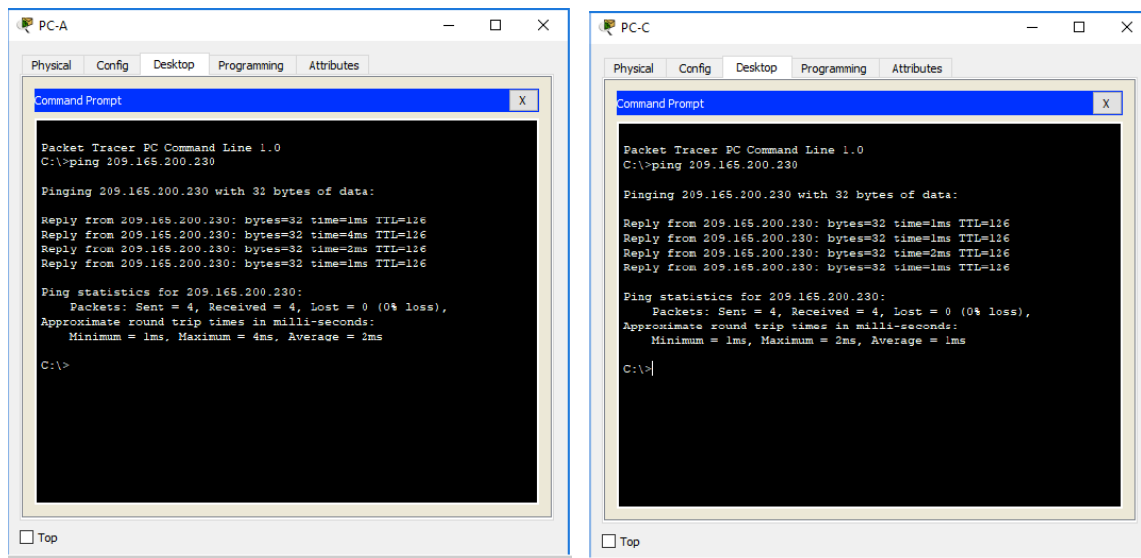 PC-A
Physical Config Desktop Programming Attributes
Command Prompt X
Packet Tracer PC Command Line 1.0
C:\>ping 209.165.200.230
Pinging 209.165.200.230 with 32 bytes of data:
Reply from 209.165.200.230: bytes=32 time=1ms TTL=126
Reply from 209.165.200.230: bytes=32 time=4ms TTL=126
Reply from 209.165.200.230: bytes=32 time=2ms TTL=126
Reply from 209.165.200.230: bytes=32 time=1ms TTL=126
Ping statistics for 209.165.200.230:
Packets: Sent = 4, Received = 4, Lost = 0 (0% loss),
Approximate round trip times in milli-seconds:
Minimum = 1ms, Maximum = 4ms, Average = 2ms
C:\>
Top
PC-C
Physical Config Desktop Programming Attributes
Command Prompt X
Packet Tracer PC Command Line 1.0
C:\>ping 209.165.200.230
Pinging 209.165.200.230 with 32 bytes of data:
Reply from 209.165.200.230: bytes=32 time=1ms TTL=126
Reply from 209.165.200.230: bytes=32 time=1ms TTL=126
Reply from 209.165.200.230: bytes=32 time=2ms TTL=126
Reply from 209.165.200.230: bytes=32 time=1ms TTL=126
Ping statistics for 209.165.200.230:
Packets: Sent = 4, Received = 4, Lost = 0 (0% loss),
Approximate round trip times in milli-seconds:
Minimum = 1ms, Maximum = 2ms, Average = 1ms
C:\>
Top